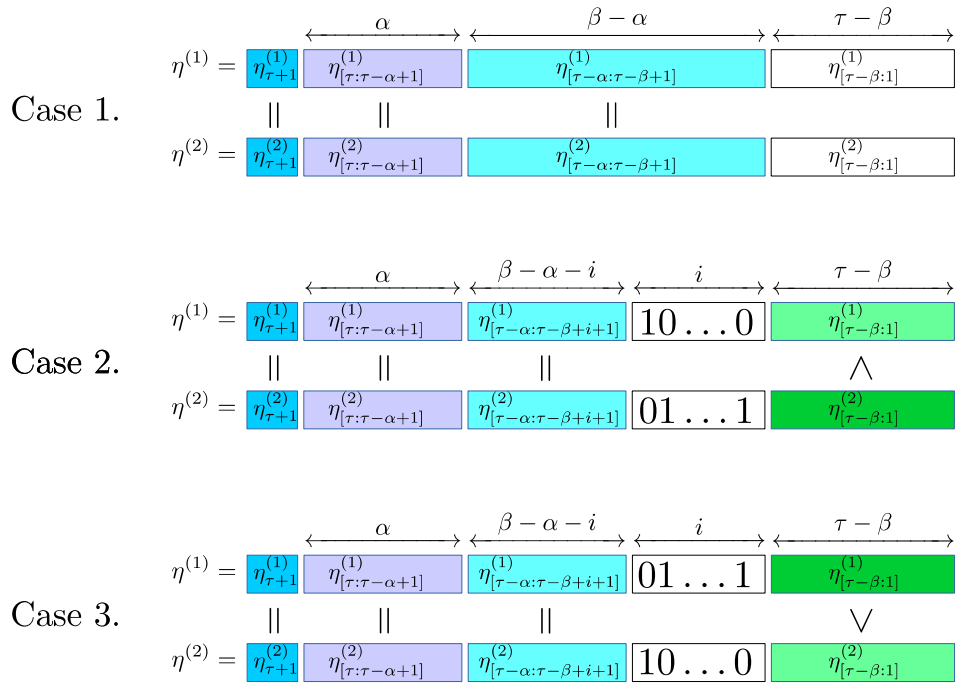 α β − α τ − β
η^{(1)} = η^{(1)}_{τ+1} η^{(1)}_{[τ:τ−α+1]} η^{(1)}_{[τ−α:τ−β+1]} η^{(1)}_{[τ−β:1]}
Case 1. || || ||
η^{(2)} = η^{(2)}_{τ+1} η^{(2)}_{[τ:τ−α+1]} η^{(2)}_{[τ−α:τ−β+1]} η^{(2)}_{[τ−β:1]}
α β − α − i i τ − β
η^{(1)} = η^{(1)}_{τ+1} η^{(1)}_{[τ:τ−α+1]} η^{(1)}_{[τ−α:τ−β+i+1]} 10...0 η^{(1)}_{[τ−β:1]}
Case 2. || || || ∧
η^{(2)} = η^{(2)}_{τ+1} η^{(2)}_{[τ:τ−α+1]} η^{(2)}_{[τ−α:τ−β+i+1]} 01...1 η^{(2)}_{[τ−β:1]}
α β − α − i i τ − β
η^{(1)} = η^{(1)}_{τ+1} η^{(1)}_{[τ:τ−α+1]} η^{(1)}_{[τ−α:τ−β+i+1]} 01...1 η^{(1)}_{[τ−β:1]}
Case 3. || || || ∨
η^{(2)} = η^{(2)}_{τ+1} η^{(2)}_{[τ:τ−α+1]} η^{(2)}_{[τ−α:τ−β+i+1]} 10...0 η^{(2)}_{[τ−β:1]}